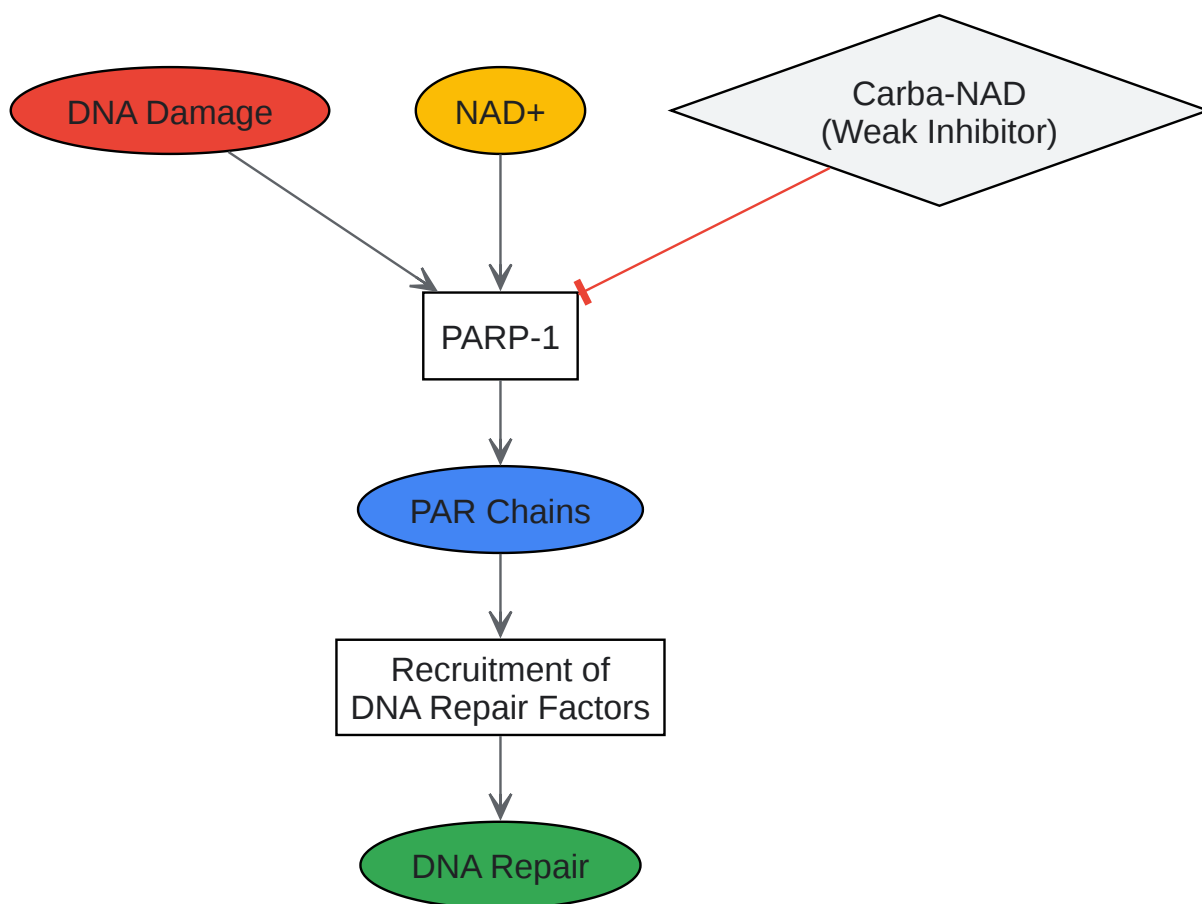 DNA Damage
NAD+
Carba-NAD
(Weak Inhibitor)
PARP-1
PAR Chains
Recruitment of
DNA Repair Factors
DNA Repair